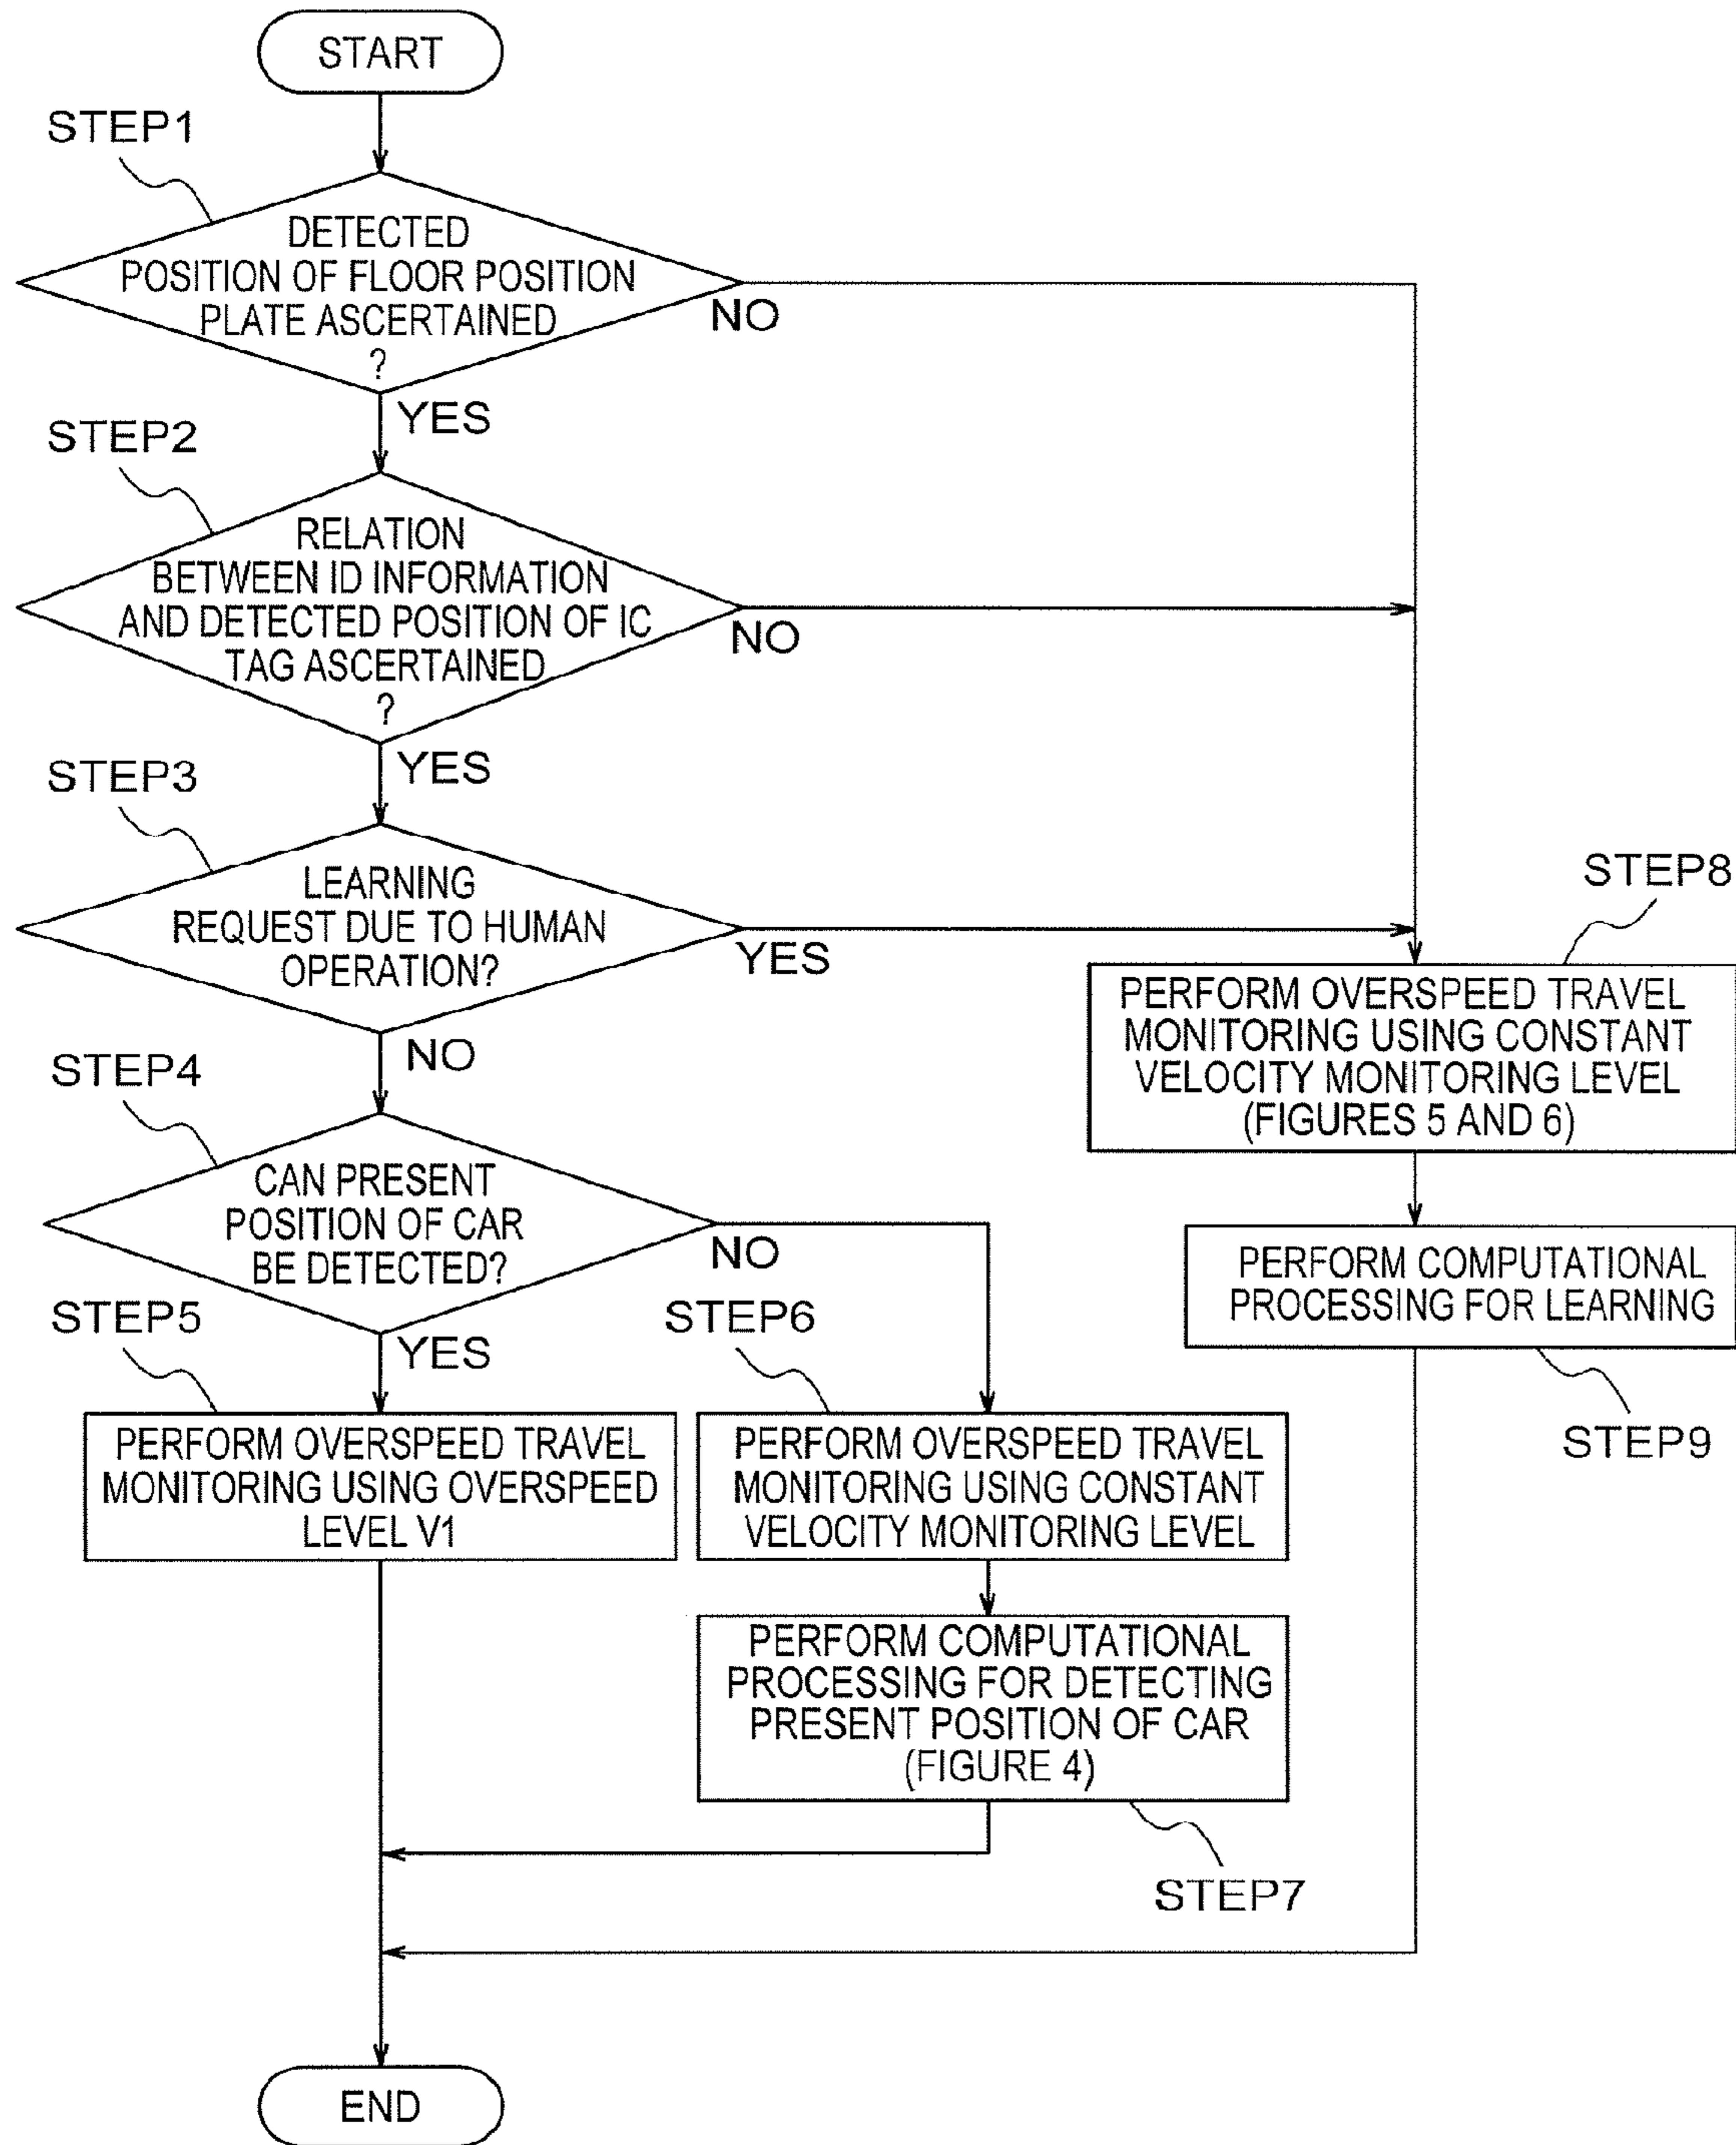 START
STEP1
DETECTED
POSITION OF FLOOR POSITION
PLATE ASCERTAINED
?
NO
YES
STEP2
RELATION
BETWEEN ID INFORMATION
AND DETECTED POSITION OF IC
TAG ASCERTAINED
?
NO
YES
STEP3
LEARNING
REQUEST DUE TO HUMAN
OPERATION?
YES
NO
STEP4
CAN PRESENT
POSITION OF CAR
BE DETECTED?
NO
YES
STEP5
PERFORM OVERSPEED TRAVEL
MONITORING USING OVERSPEED
LEVEL V1
STEP6
PERFORM OVERSPEED TRAVEL
MONITORING USING CONSTANT
VELOCITY MONITORING LEVEL
PERFORM COMPUTATIONAL
PROCESSING FOR DETECTING
PRESENT POSITION OF CAR
(FIGURE 4)
STEP7
STEP8
PERFORM OVERSPEED TRAVEL
MONITORING USING CONSTANT
VELOCITY MONITORING LEVEL
(FIGURES 5 AND 6)
PERFORM COMPUTATIONAL
PROCESSING FOR LEARNING
STEP9
END